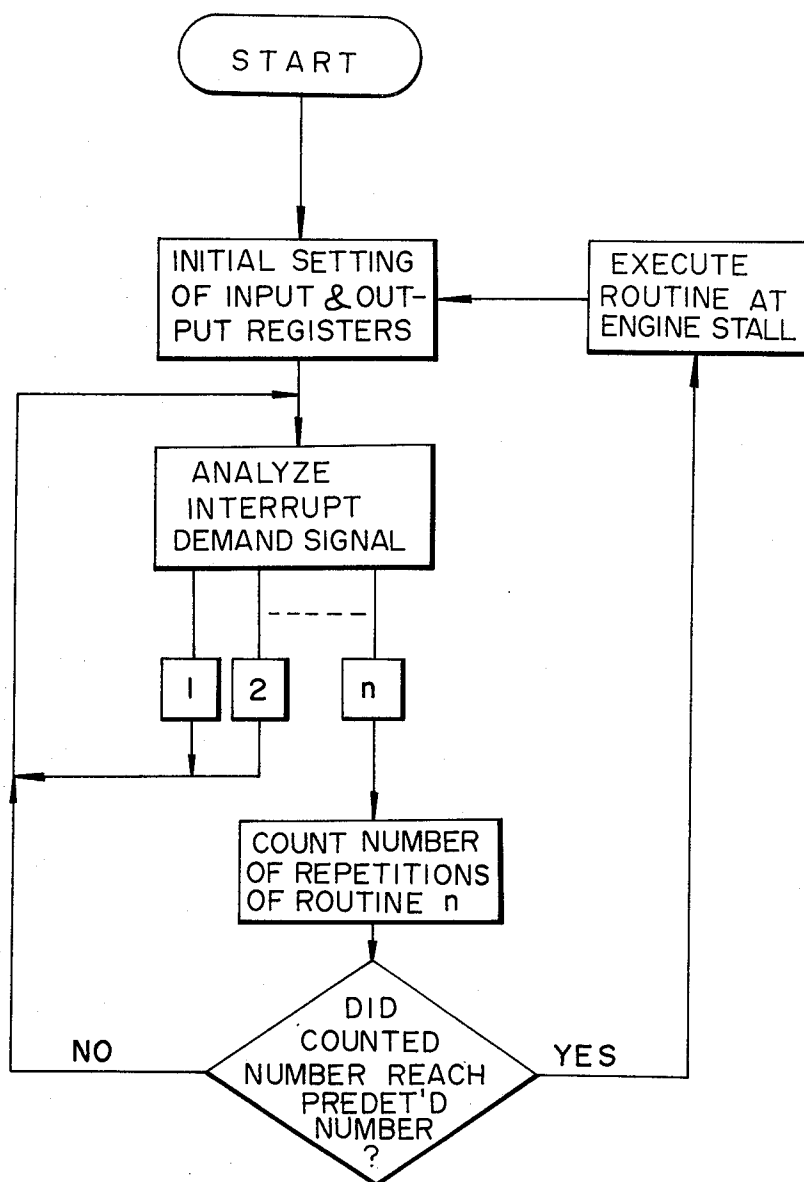 START
INITIAL SETTING
OF INPUT & OUT-
PUT REGISTERS
EXECUTE
ROUTINE AT
ENGINE STALL
ANALYZE
INTERRUPT
DEMAND SIGNAL
1
2
n
COUNT NUMBER
OF REPETITIONS
OF ROUTINE n
DID
COUNTED
NUMBER REACH
PREDET'D
NUMBER
?
NO
YES